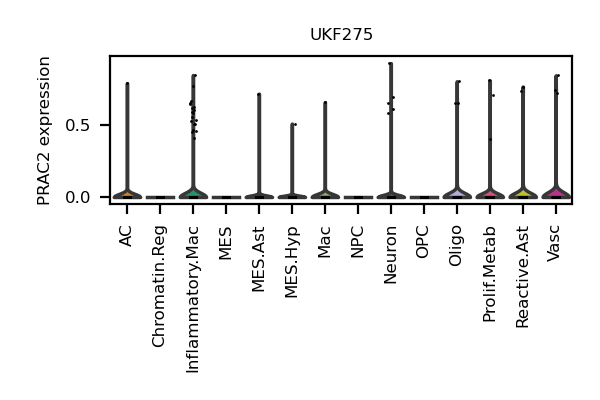 UKF275
PRAC2 expression
0.5
0.0
AC
Chromatin.Reg
Inflammatory.Mac
MES
MES.Ast
MES.Hyp
Mac
NPC
Neuron
OPC
Oligo
Prolif.Metab
Reactive.Ast
Vasc